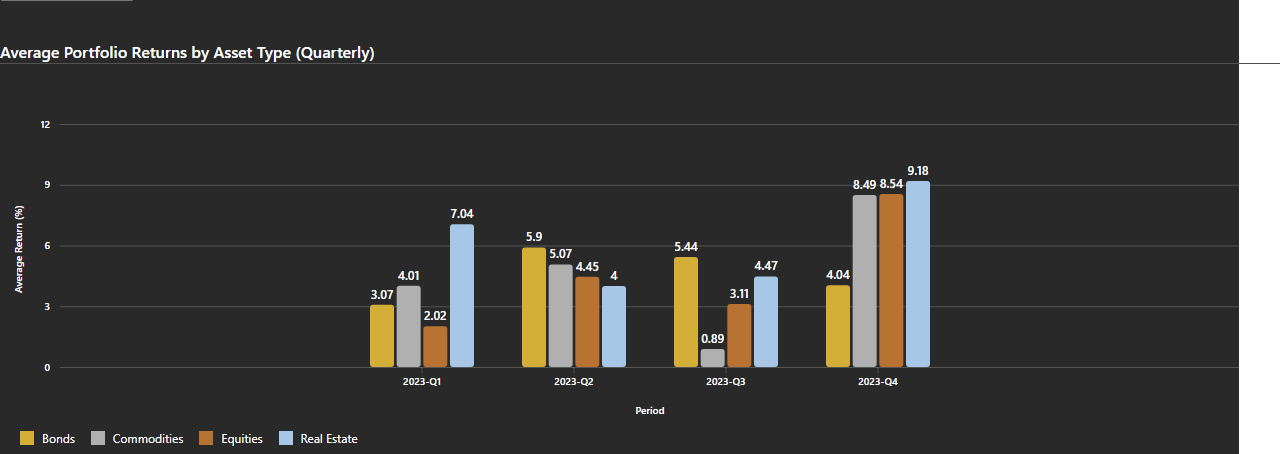 Average Portfolio Returns by Asset Type (Quarterly)
12
9
6
3
0
Average Return (%)
3.07
4.01
2.02
7.04
5.9
5.07
4.45
4
5.44
0.89
3.11
4.47
4.04
8.49
8.54
9.18
2023-Q1
2023-Q2
2023-Q3
2023-Q4
Period
Bonds
Commodities
Equities
Real Estate